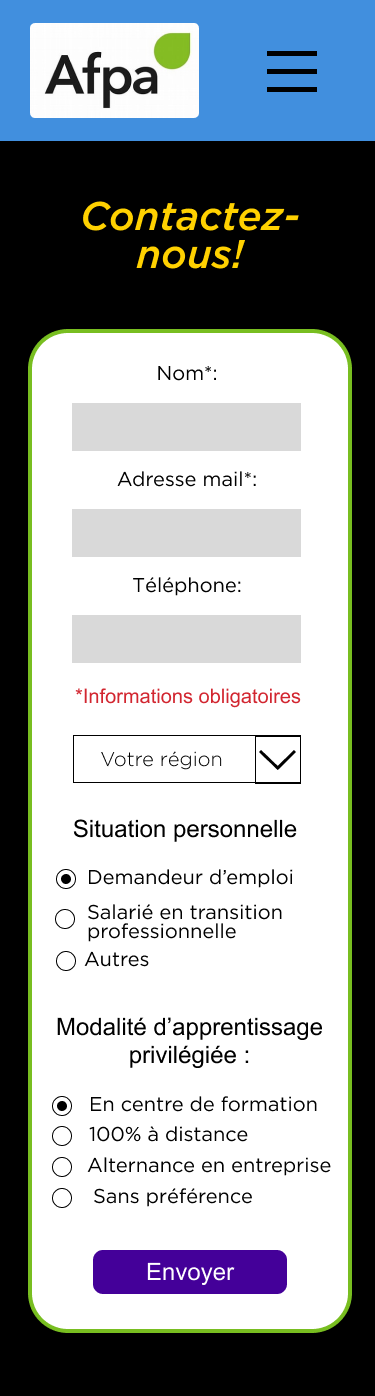 Afpa
Contactez-
nous!
Nom*:
Adresse mail*:
Téléphone:
*Informations obligatoires
Votre région
Situation personnelle
Demandeur d’emploi
Salarié en transition
professionnelle
Autres
Modalité d’apprentissage
privilégiée :
En centre de formation
100% à distance
Alternance en entreprise
Sans préférence
Envoyer